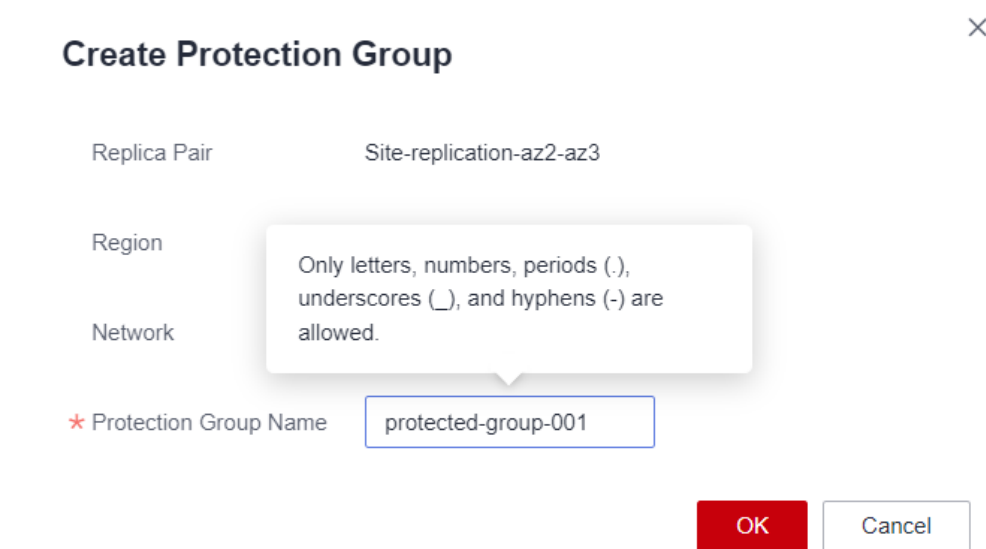 Create Protection Group
Replica Pair
Site-replication-az2-az3
Region
Only letters, numbers, periods (.),
underscores (_), and hyphens (-) are
allowed.
Network
* Protection Group Name
protected-group-001
OK
Cancel